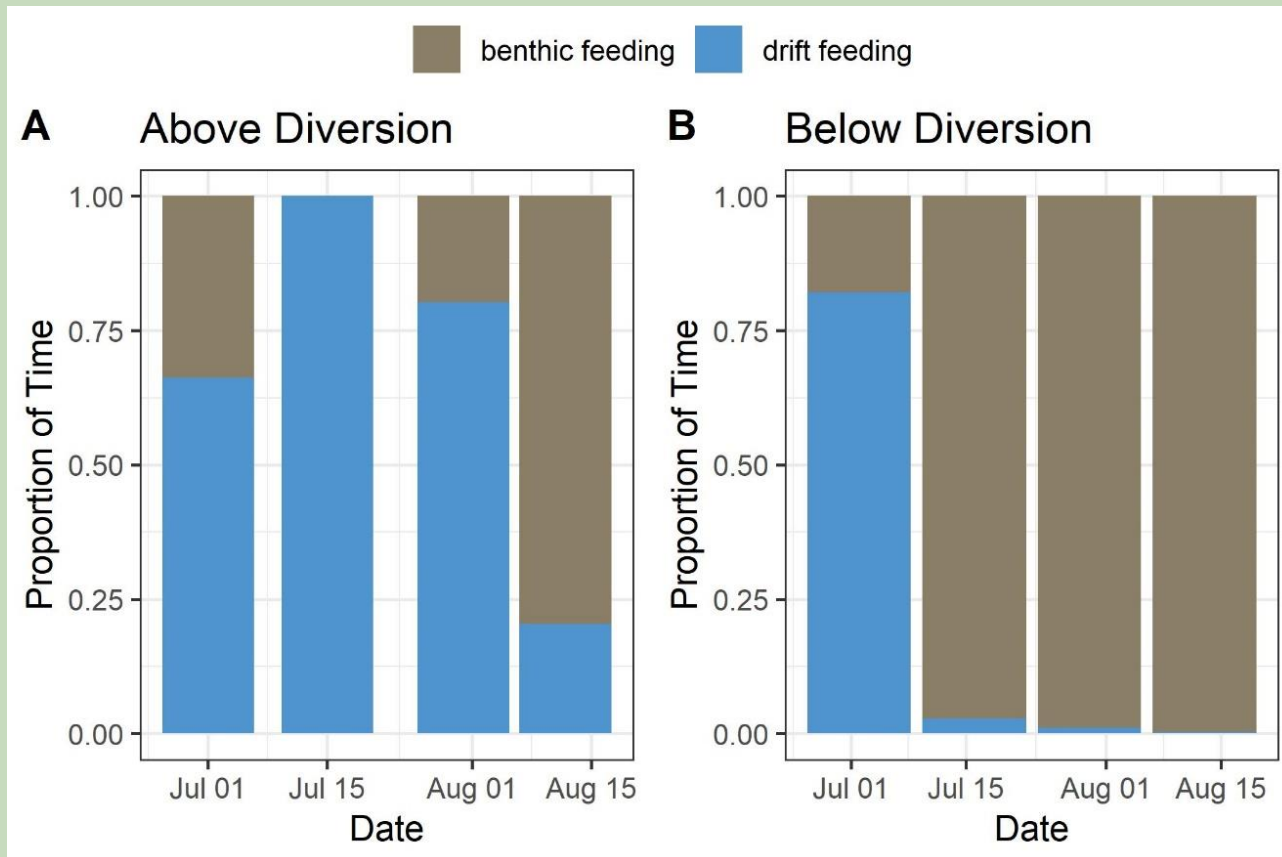 benthic feeding drift feeding
A Above Diversion
Proportion of Time
1.00
0.75
0.50
0.25
0.00
Jul 01 Jul 15 Aug 01 Aug 15
Date
B Below Diversion
Proportion of Time
1.00
0.75
0.50
0.25
0.00
Jul 01 Jul 15 Aug 01 Aug 15
Date